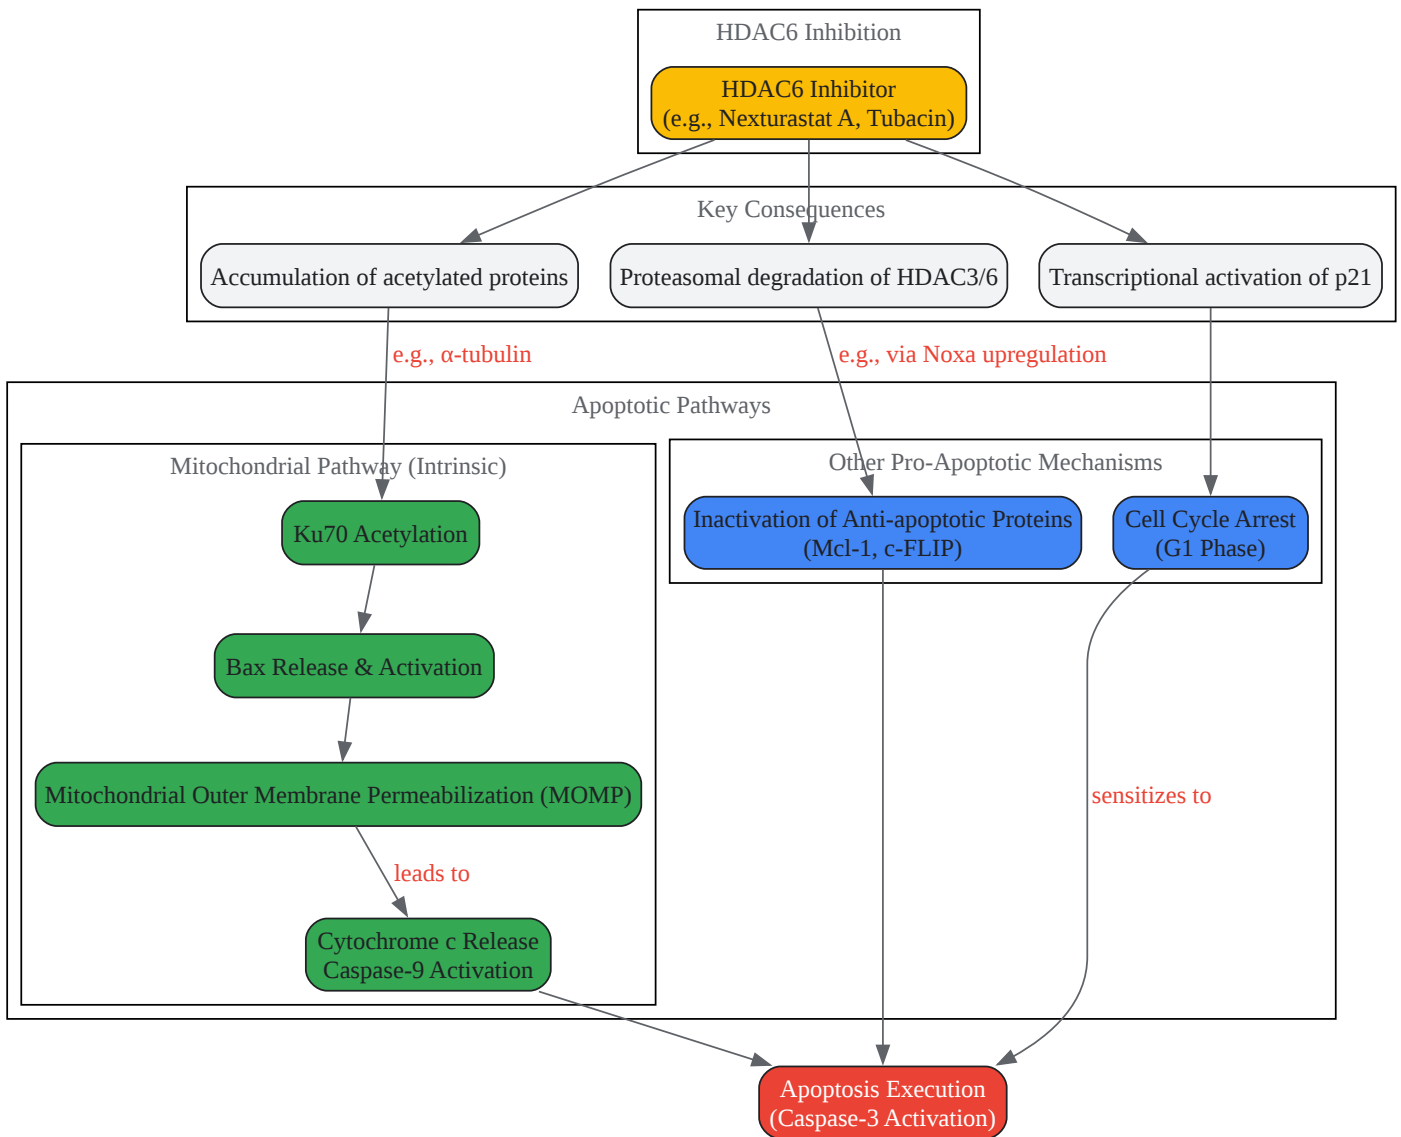 HDAC6 Inhibition
HDAC6 Inhibitor
(e.g., Nexturastat A, Tubacin)
Key Consequences
Accumulation of acetylated proteins
Proteasomal degradation of HDAC3/6
Transcriptional activation of p21
e.g., α-tubulin
e.g., via Noxa upregulation
Apoptotic Pathways
Mitochondrial Pathway (Intrinsic)
Other Pro-Apoptotic Mechanisms
Ku70 Acetylation
Inactivation of Anti-apoptotic Proteins
(Mcl-1, c-FLIP)
Cell Cycle Arrest
(G1 Phase)
Bax Release & Activation
Mitochondrial Outer Membrane Permeabilization (MOMP)
sensitizes to
leads to
Cytochrome c Release
Caspase-9 Activation
Apoptosis Execution
(Caspase-3 Activation)